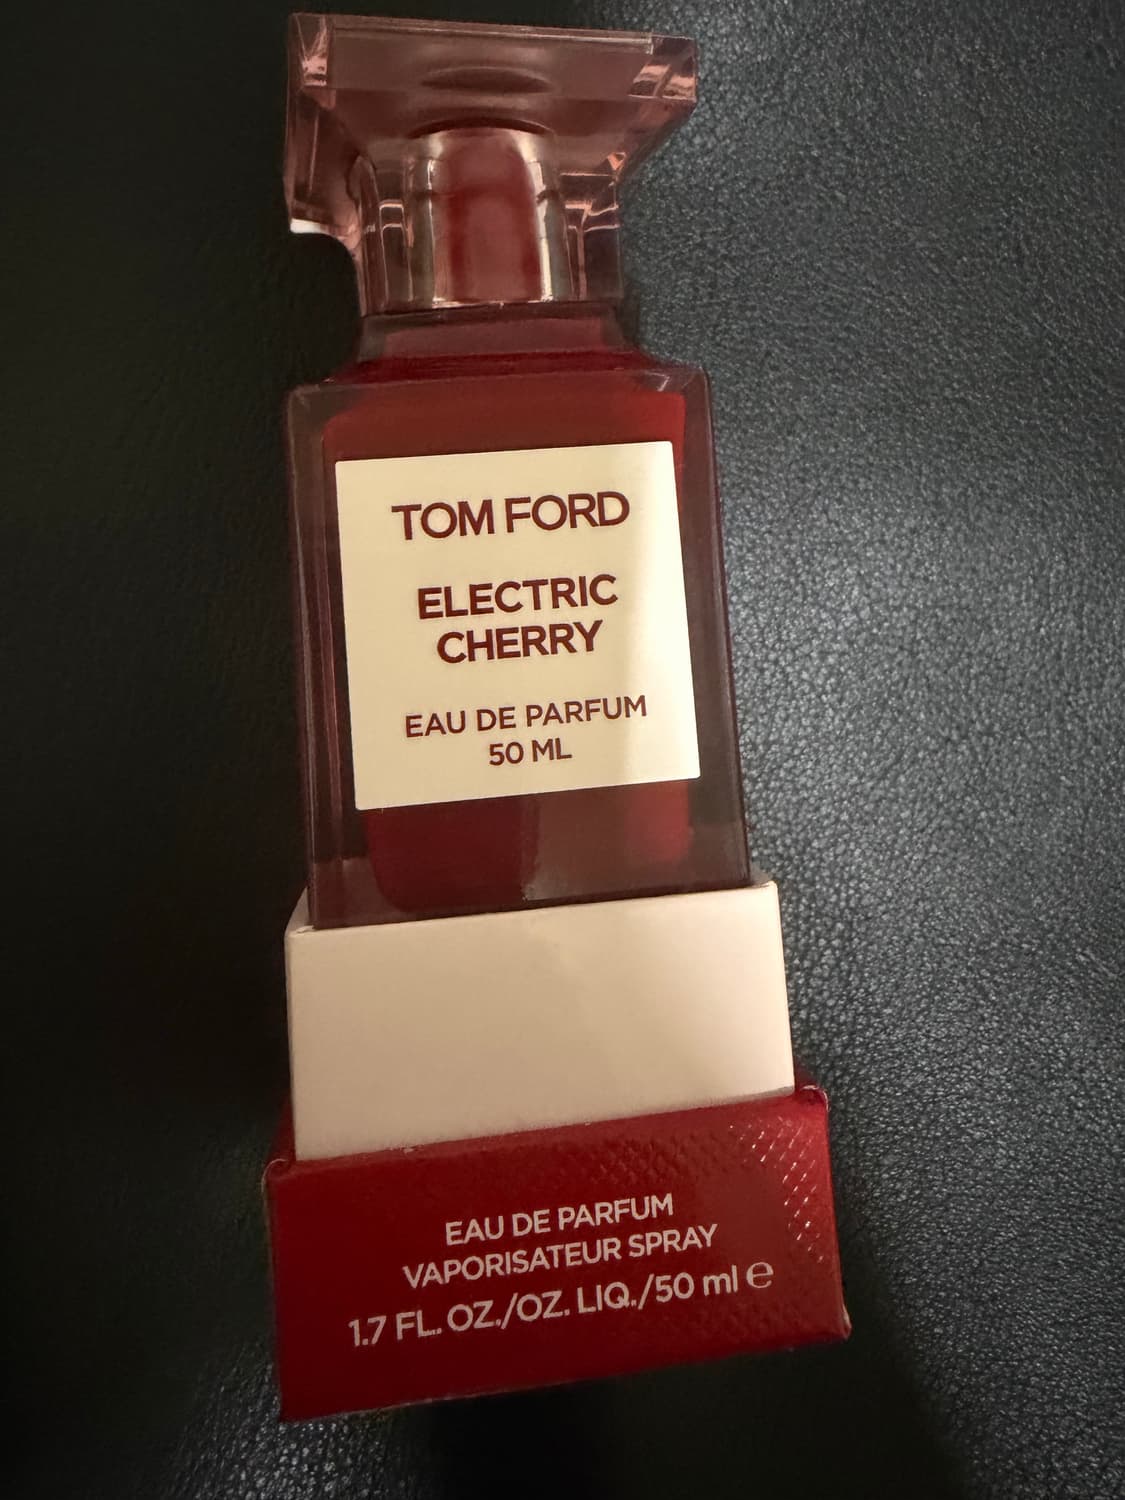 TOM FORD
ELECTRIC
CHERRY
EAU DE PARFUM
50 ML
EAU DE PARFUM
VAPORISATEUR SPRAY
1.7 FL. OZ./OZ. LIQ./50 ml ℮